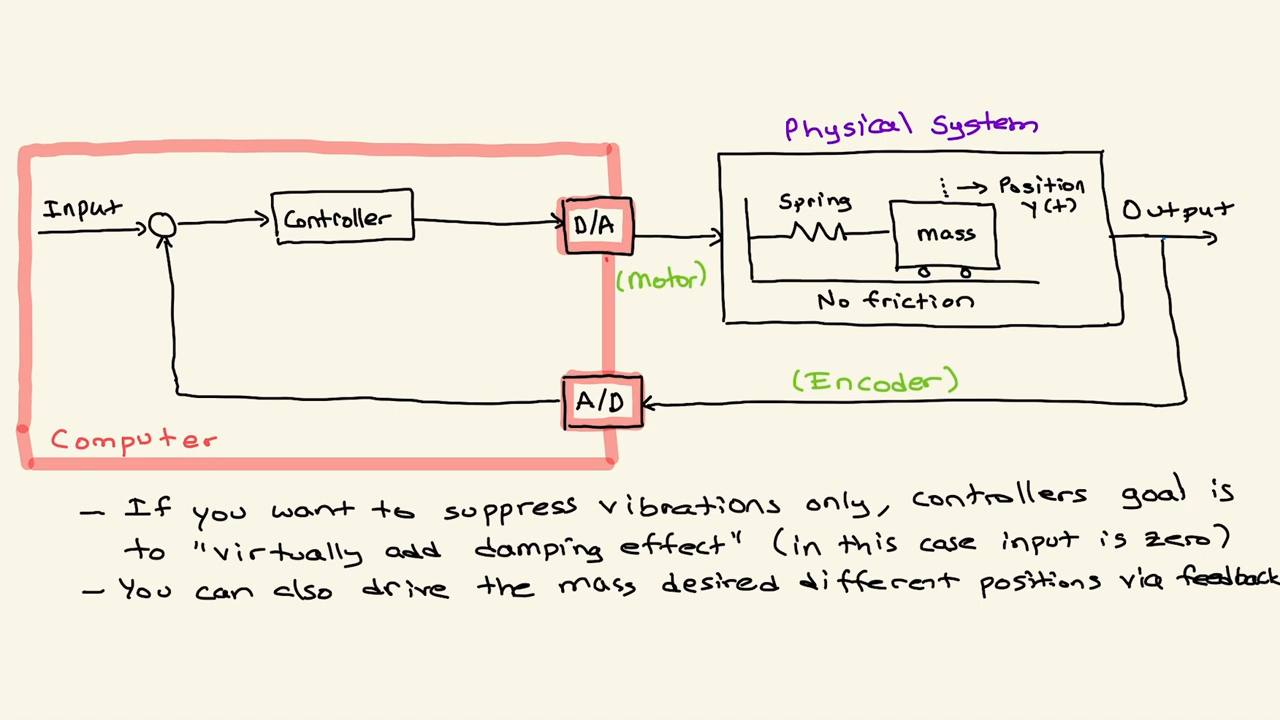 Physical System
Input
Controller
D/A
(Motor)
Spring
mass
Position
y(t)
No friction
Output
(Encoder)
A/D
Computer
- If you want to suppress vibrations only, controllers goal is
to "virtually add damping effect" (in this case input is zero)
- You can also drive the mass desired different positions via feedback